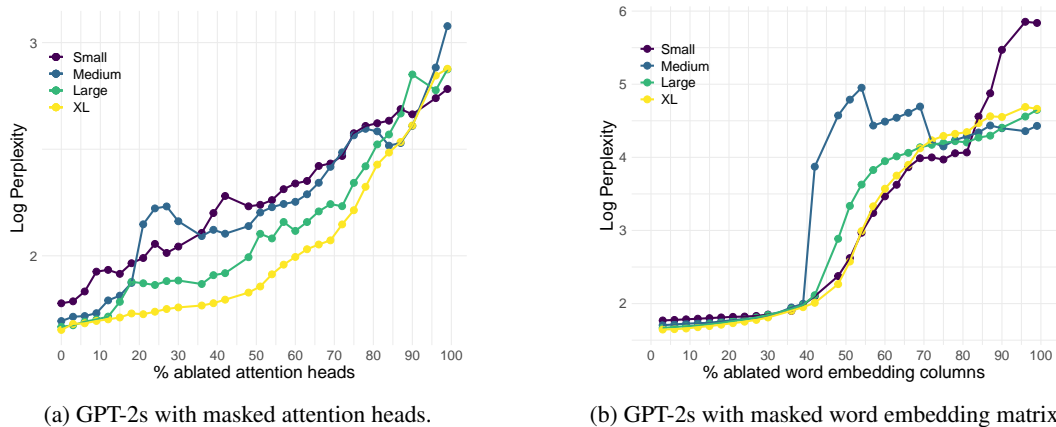 3
2
Log Perplexity
Small
Medium
Large
XL
0 10 20 30 40 50 60 70 80 90 100
% ablated attention heads
(a) GPT-2s with masked attention heads.
6
5
4
3
2
Log Perplexity
Small
Medium
Large
XL
0 10 20 30 40 50 60 70 80 90 100
% ablated word embedding columns
(b) GPT-2s with masked word embedding matrix